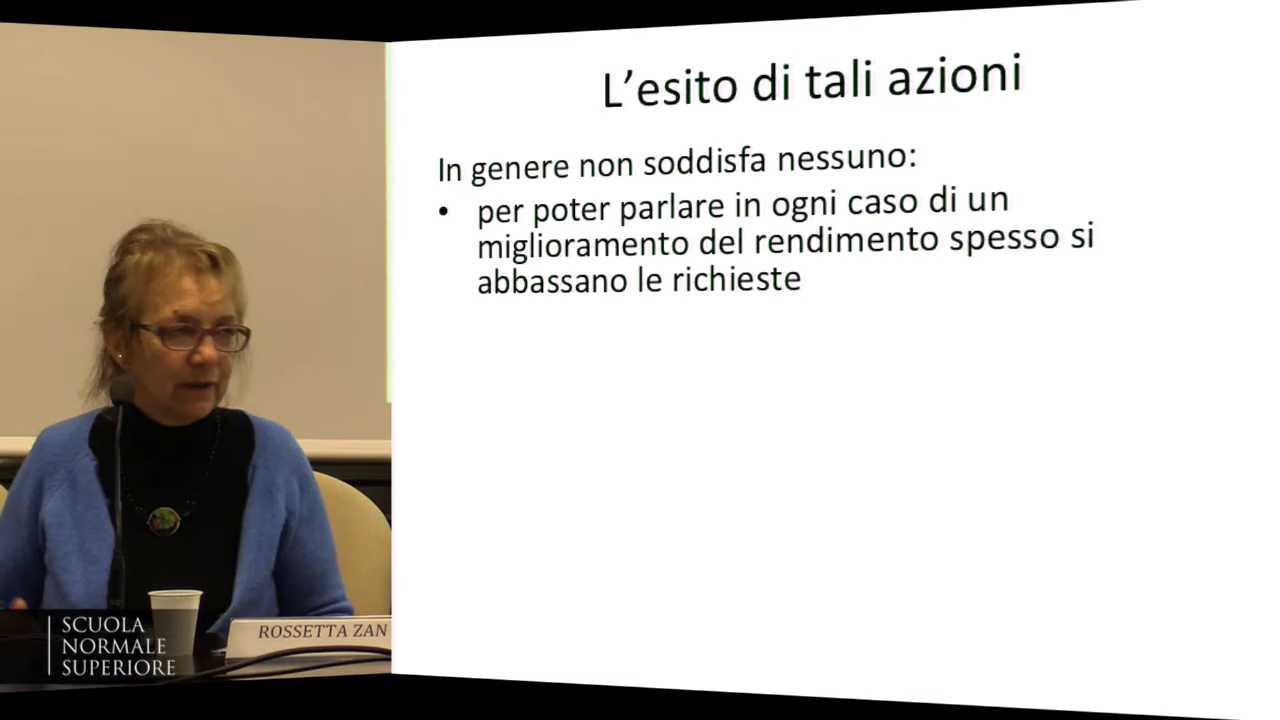 L'esito di tali azioni
In genere non soddisfa nessuno:
• per poter parlare in ogni caso di un
miglioramento del rendimento spesso si
abbassano le richieste
SCUOLA
NORMALE
SUPERIORE
ROSSETTA ZAN